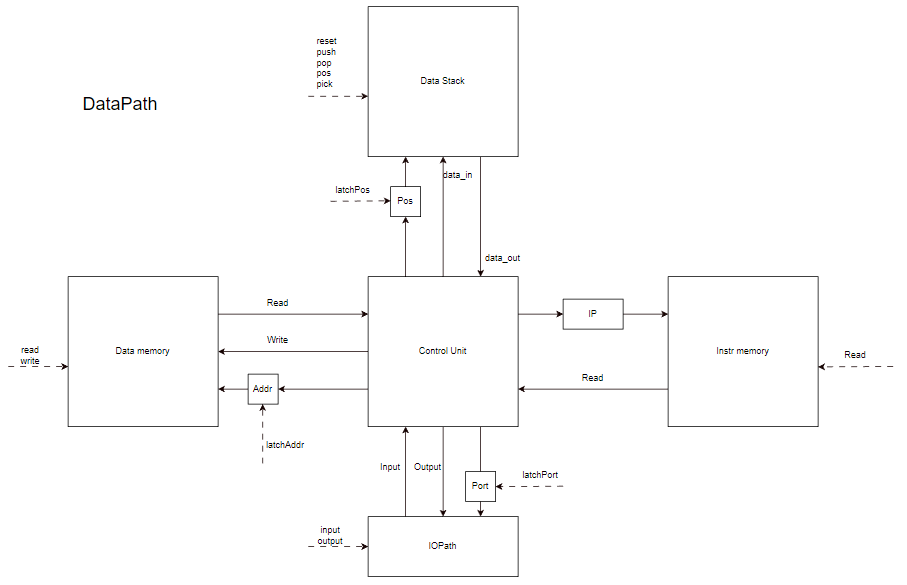 reset
push
pop
pos
pick
Data Stack
DataPath
data_in
latchPos
Pos
data_out
Read
IP
Write
Data memory
Control Unit
Instr memory
read
write
Read
Read
Addr
latchAddr
Input
Output
latchPort
Port
input
output
IOPath